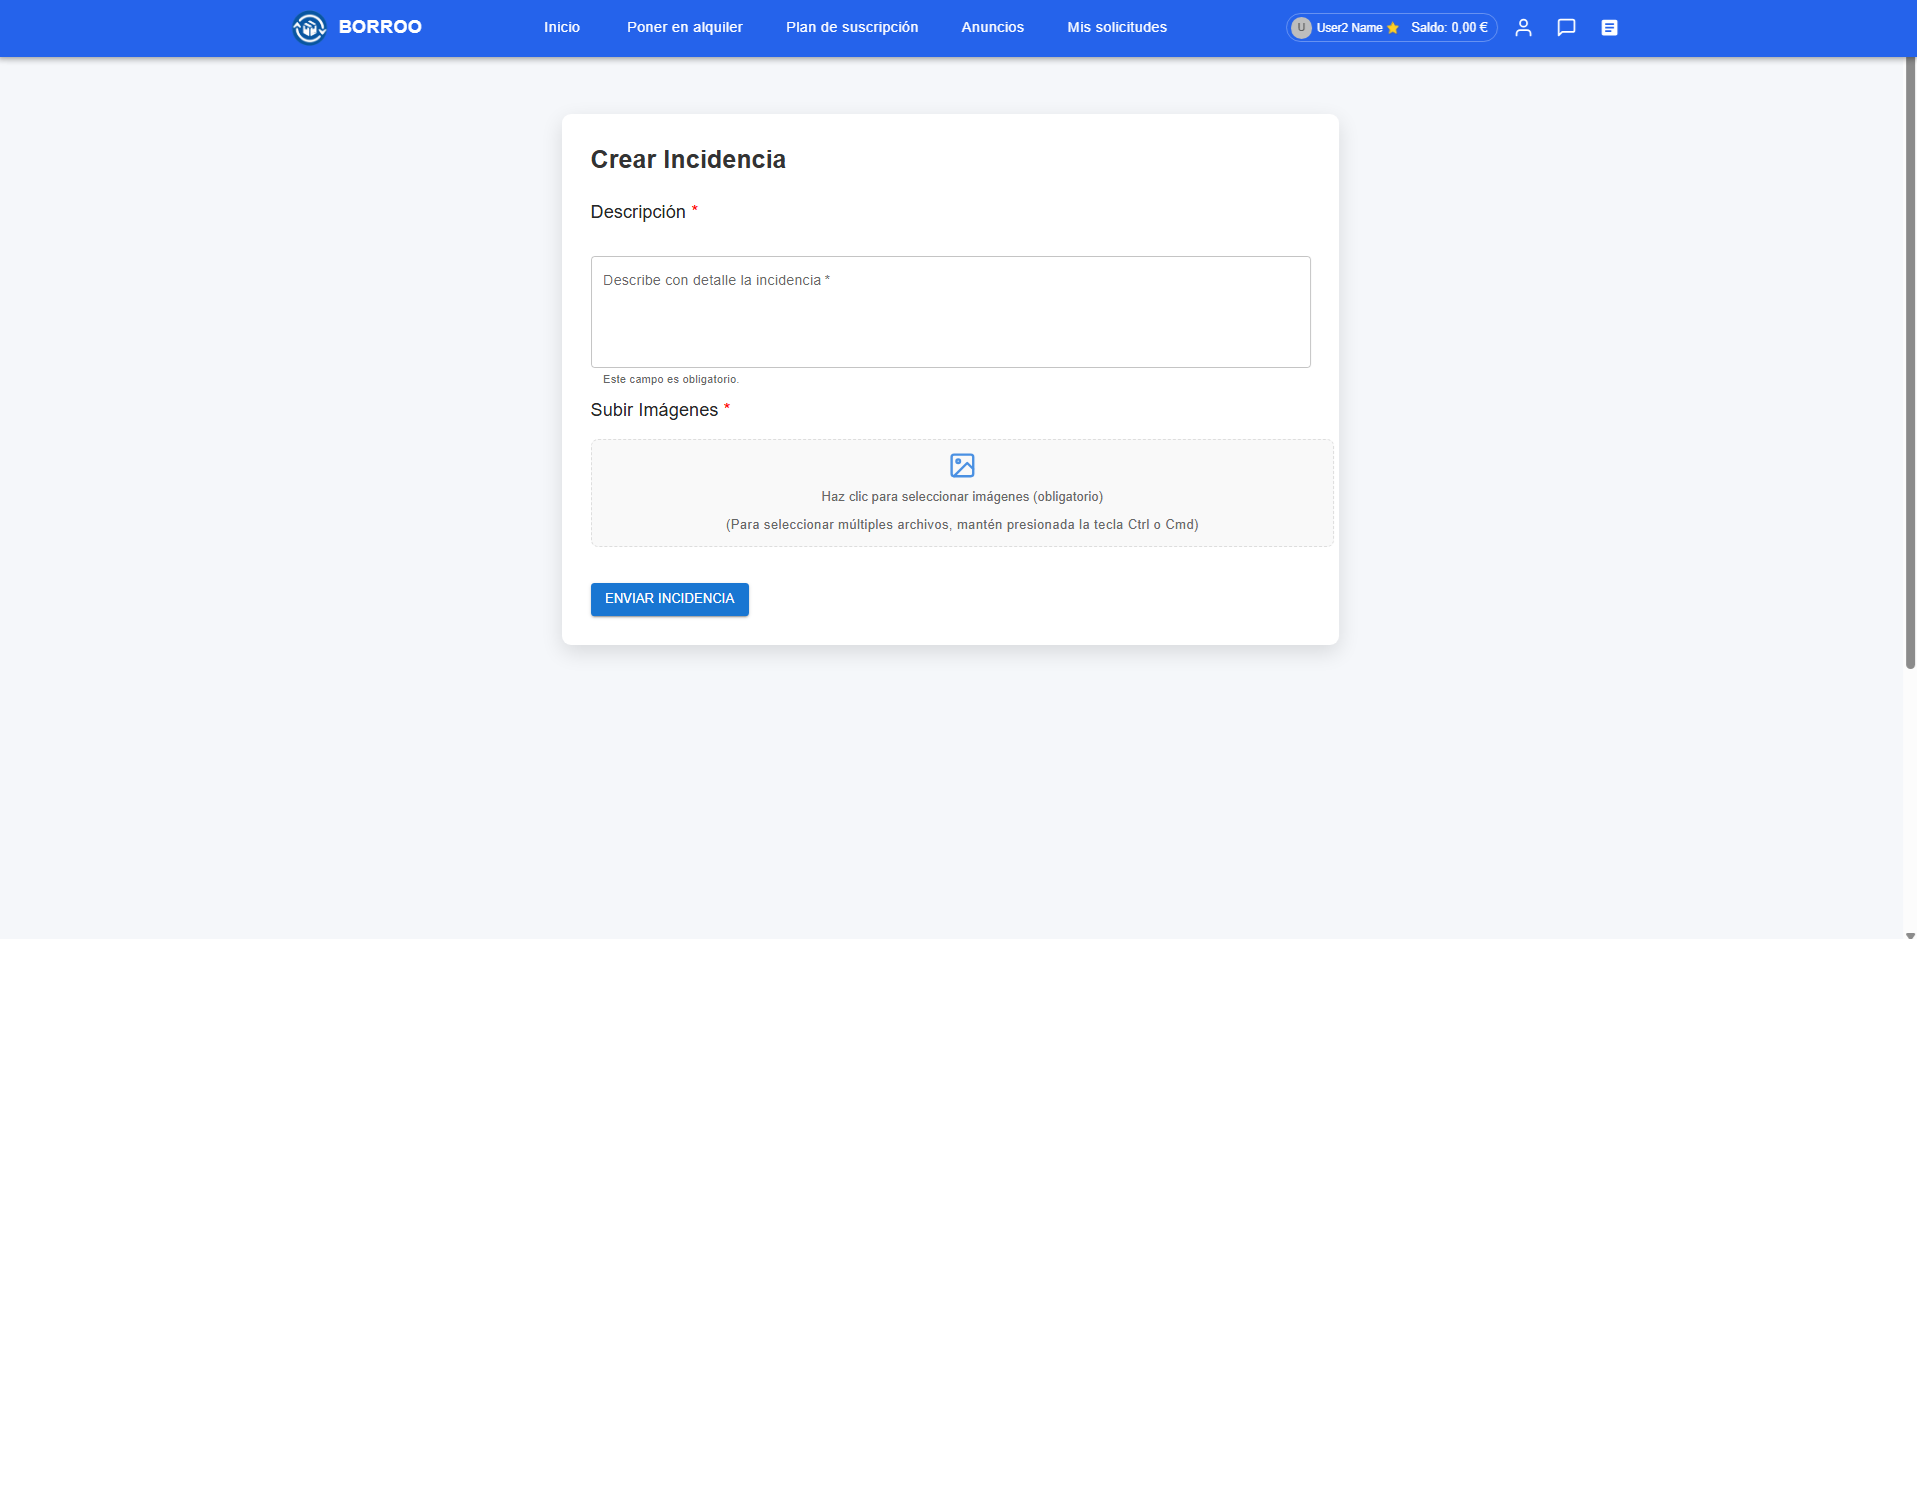 BORROO
Inicio
Poner en alquiler
Plan de suscripción
Anuncios
Mis solicitudes
U
User2 Name
Saldo: 0,00 €
Crear Incidencia
Descripción *
Describe con detalle la incidencia *
Este campo es obligatorio.
Subir Imágenes *
Haz clic para seleccionar imágenes (obligatorio)
(Para seleccionar múltiples archivos, mantén presionada la tecla Ctrl o Cmd)
ENVIAR INCIDENCIA